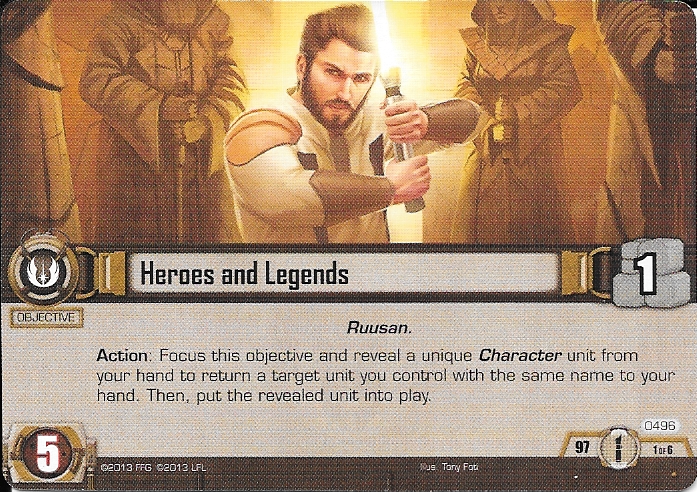 Heroes and Legends
1
OBJECTIVE
Ruusan.
Action: Focus this objective and reveal a unique Character unit from
your hand to return a target unit you control with the same name to your
hand. Then, put the revealed unit into play.
0496
5
97
1 OF 6
©2013 FFG ©2013 LFL
Illus. Tony Foti